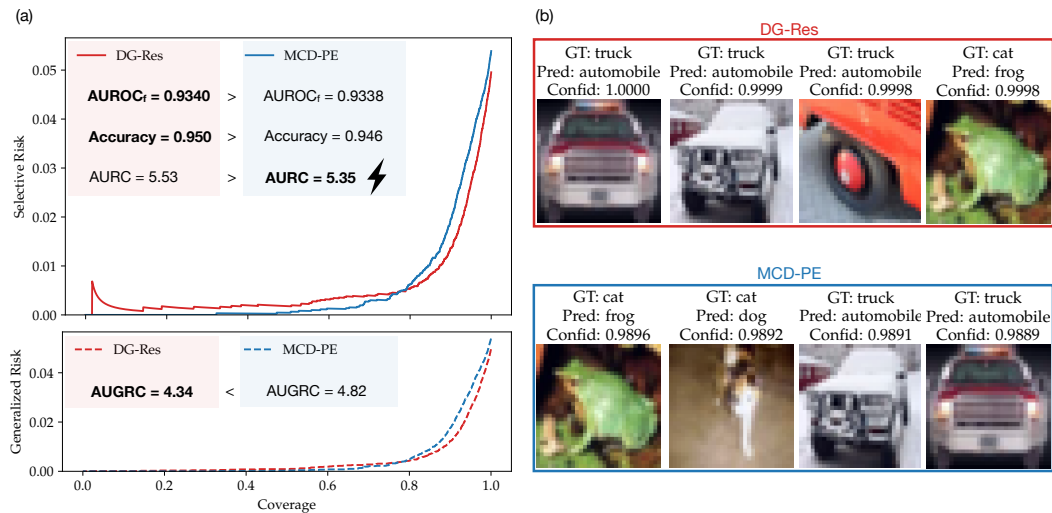 (a)
DG-Res
MCD-PE
AUROCf = 0.9340 > AUROCf = 0.9338
Accuracy = 0.950 > Accuracy = 0.946
AURC = 5.53 > AURC = 5.35
Selective Risk
0.05
0.04
0.03
0.02
0.01
0.00
DG-Res
MCD-PE
AUGRC = 4.34 < AUGRC = 4.82
Generalized Risk
0.04
0.02
0.00
0.0 0.2 0.4 0.6 0.8 1.0
Coverage
(b)
DG-Res
GT: truck
Pred: automobile
Confid: 1.0000
GT: truck
Pred: automobile
Confid: 0.9999
GT: truck
Pred: automobile
Confid: 0.9998
GT: cat
Pred: frog
Confid: 0.9998
MCD-PE
GT: cat
Pred: frog
Confid: 0.9896
GT: cat
Pred: dog
Confid: 0.9892
GT: truck
Pred: automobile
Confid: 0.9891
GT: truck
Pred: automobile
Confid: 0.9889